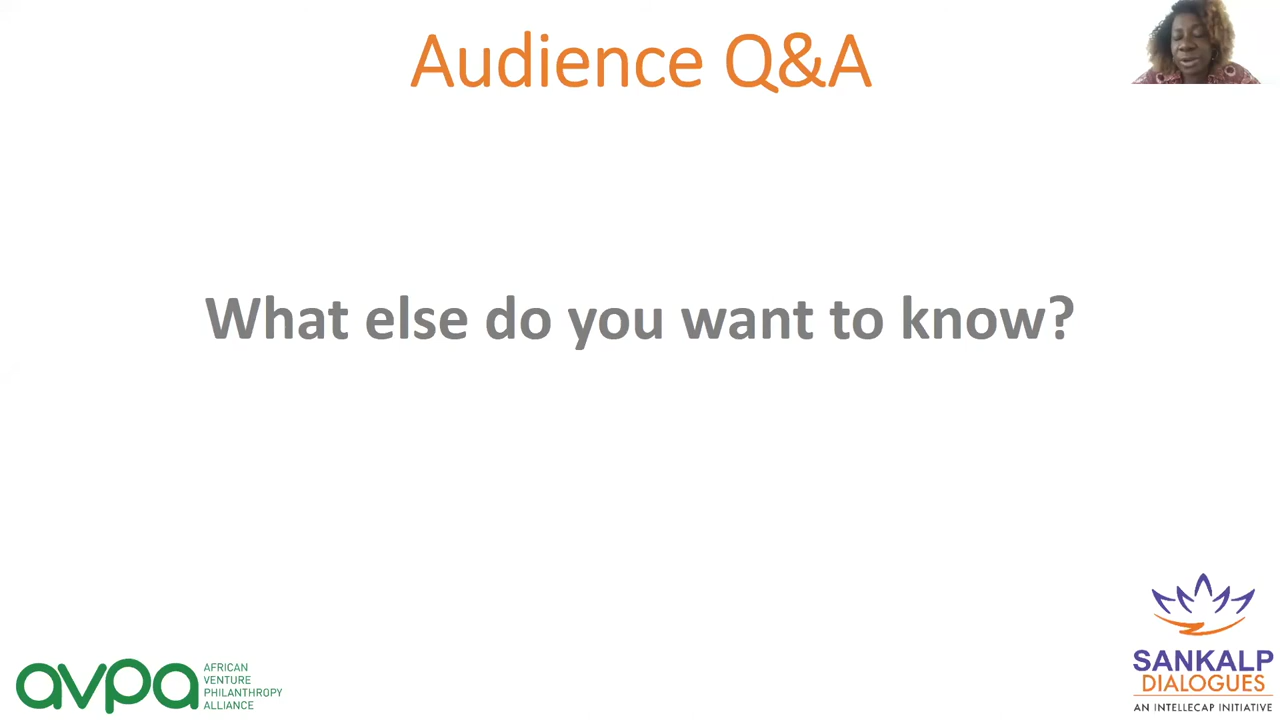 Audience Q&A
What else do you want to know?
avpa
AFRICAN
VENTURE
PHILANTHROPY
ALLIANCE
SANKALP
DIALOGUES
AN INTELLECAP INITIATIVE